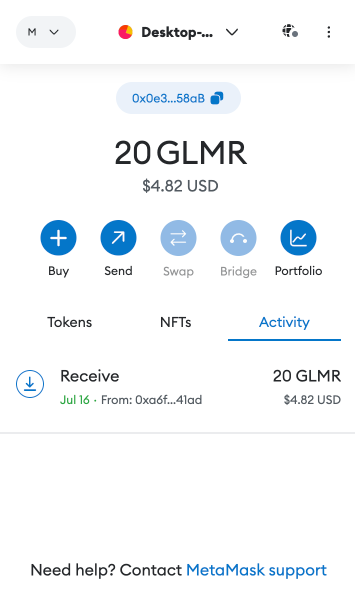 M
Desktop-...
0x0e3...58aB
20 GLMR
$4.82 USD
Buy Send Swap Bridge Portfolio
Tokens NFTs Activity
Receive 20 GLMR
Jul 16 · From: 0xa6f...41ad $4.82 USD
Need help? Contact MetaMask support